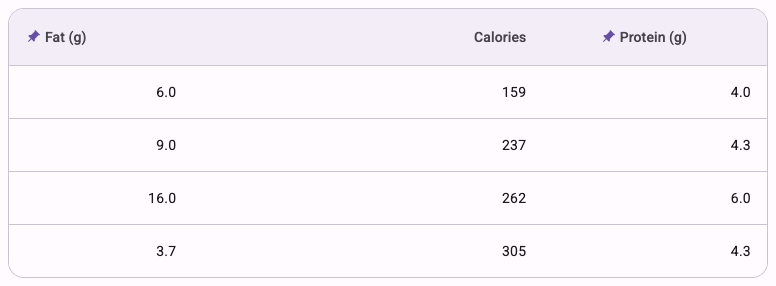 Fat (g) Calories Protein (g)
6.0 159 4.0
9.0 237 4.3
16.0 262 6.0
3.7 305 4.3